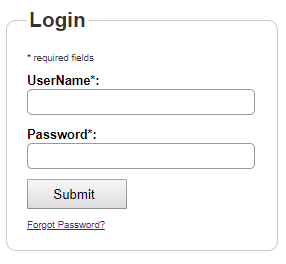 Login
* required fields
UserName*:
Password*:
Submit
Forgot Password?